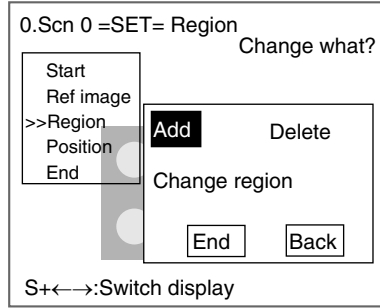 0.Scn 0 =SET= Region
Change what?
Start
Ref image
>>Region
Position
End
Add Delete
Change region
End Back
S+←→:Switch display